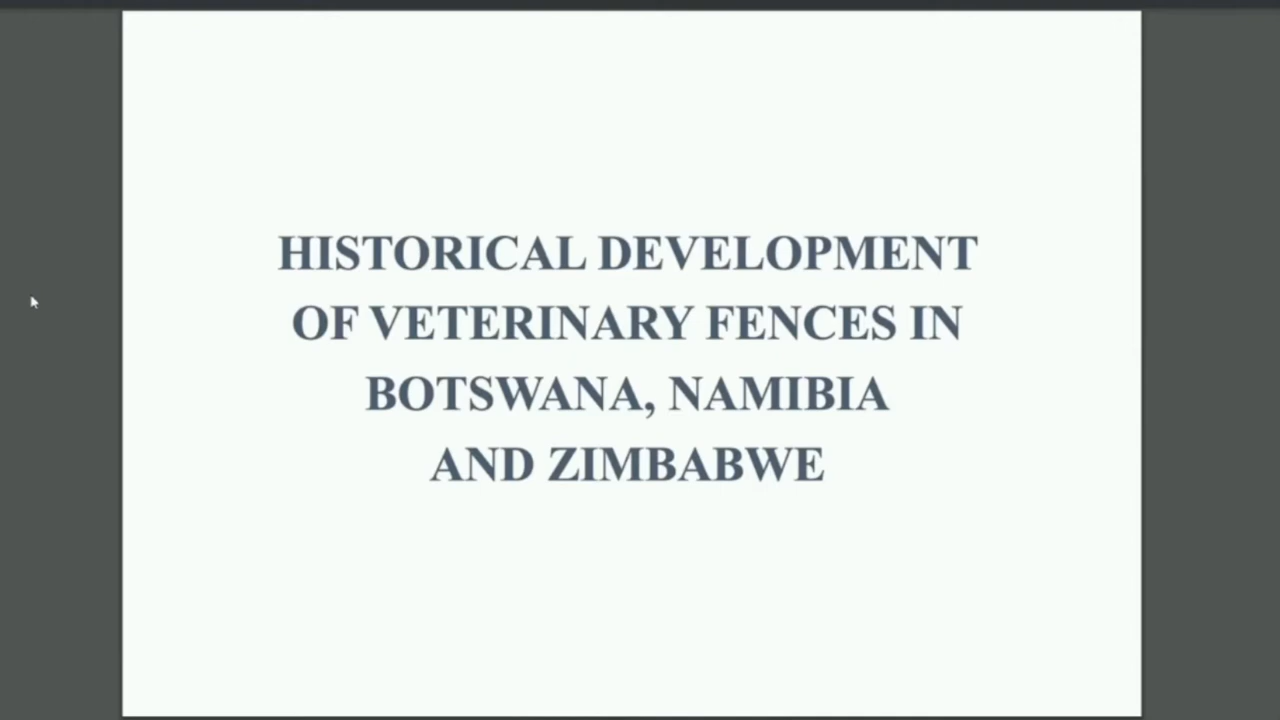 HISTORICAL DEVELOPMENT
OF VETERINARY FENCES IN
BOTSWANA, NAMIBIA
AND ZIMBABWE